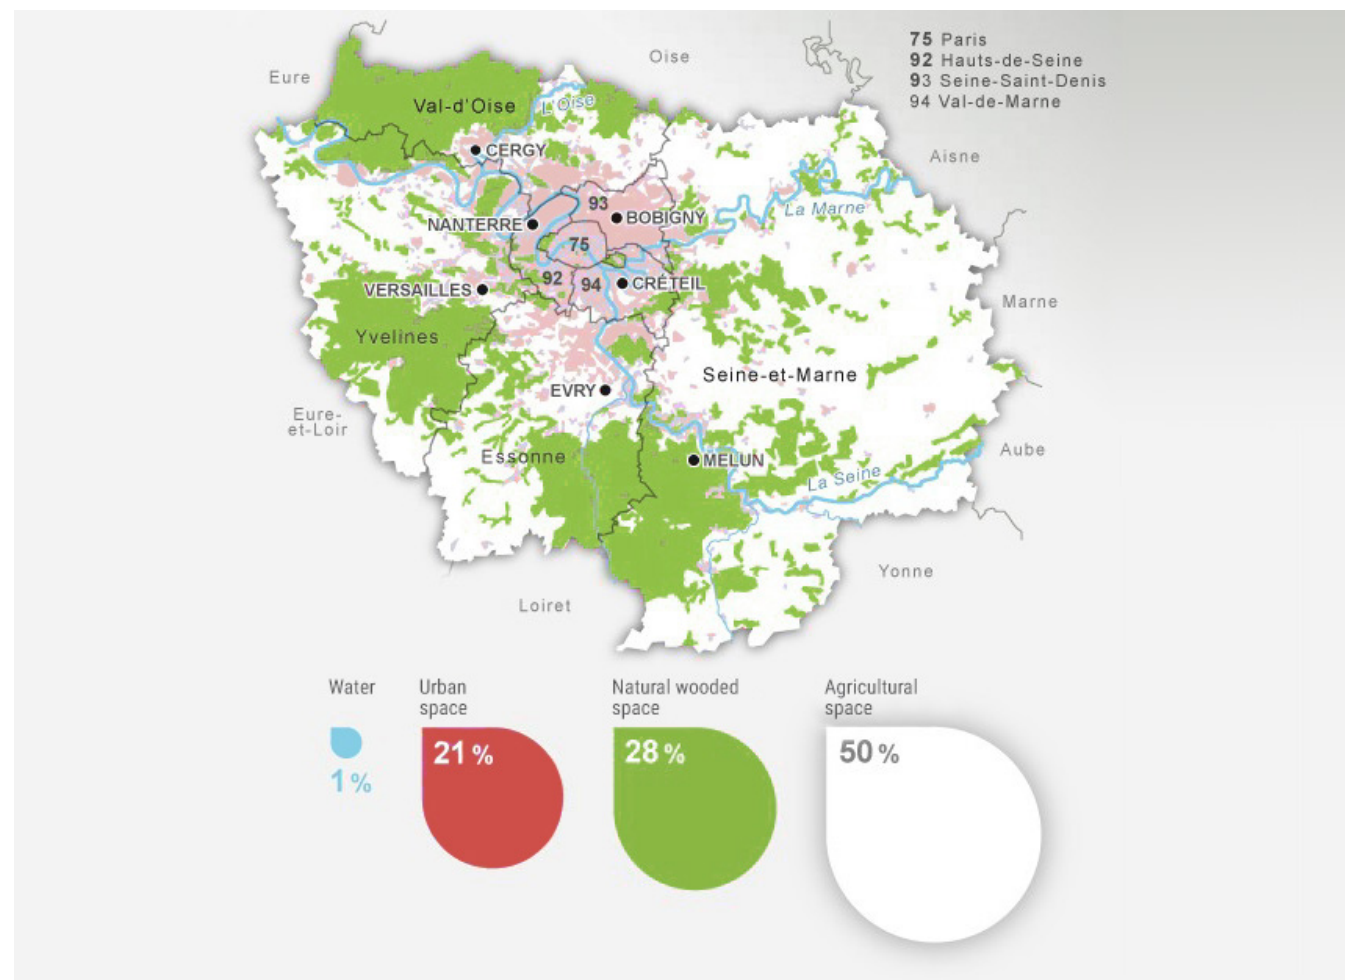 75 Paris
92 Hauts-de-Seine
93 Seine-Saint-Denis
94 Val-de-Marne
Oise
Eure
Val-d'Oise
L'Oise
CERGY
Aisne
93
BOBIGNY
La Marne
NANTERRE
75
92
94
CRÉTEIL
VERSAILLES
Marne
Yvelines
Seine-et-Marne
EVRY
Eure-
et-Loir
Essonne
MELUN
Aube
La Seine
Yonne
Loiret
Water
1 %
Urban
space
21 %
Natural wooded
space
28 %
Agricultural
space
50 %